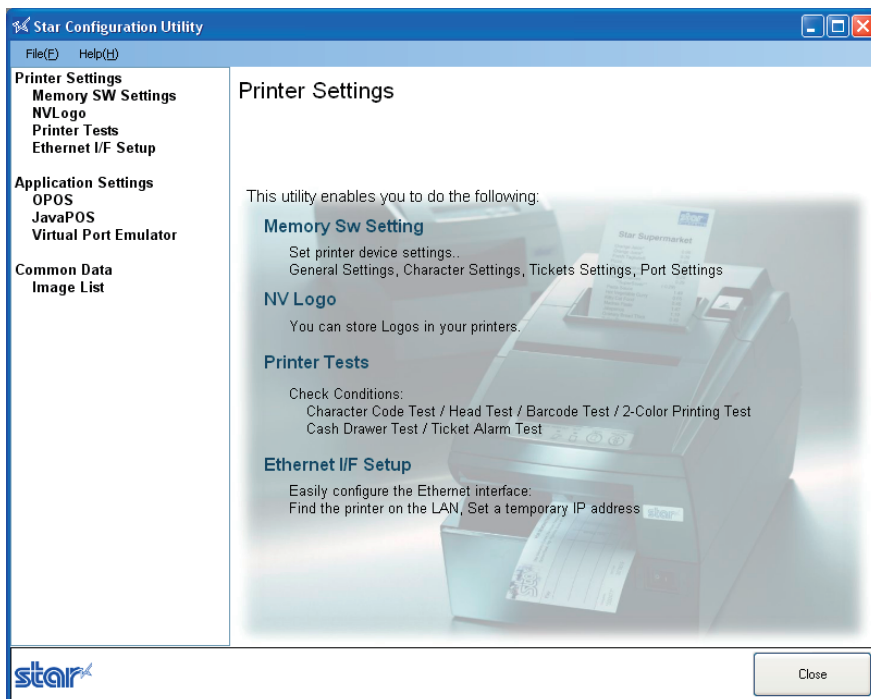 Star Configuration Utility
File(F) Help(H)
Printer Settings
Memory SW Settings
NVLogo
Printer Tests
Ethernet I/F Setup
Application Settings
OPOS
JavaPOS
Virtual Port Emulator
Common Data
Image List
Printer Settings
This utility enables you to do the following:
Memory Sw Setting
Set printer device settings..
General Settings, Character Settings, Tickets Settings, Port Settings
NV Logo
You can store Logos in your printers.
Printer Tests
Check Conditions:
Character Code Test / Head Test / Barcode Test / 2-Color Printing Test
Cash Drawer Test / Ticket Alarm Test
Ethernet I/F Setup
Easily configure the Ethernet interface:
Find the printer on the LAN, Set a temporary IP address
star
Star Supermarket
star
star
Close